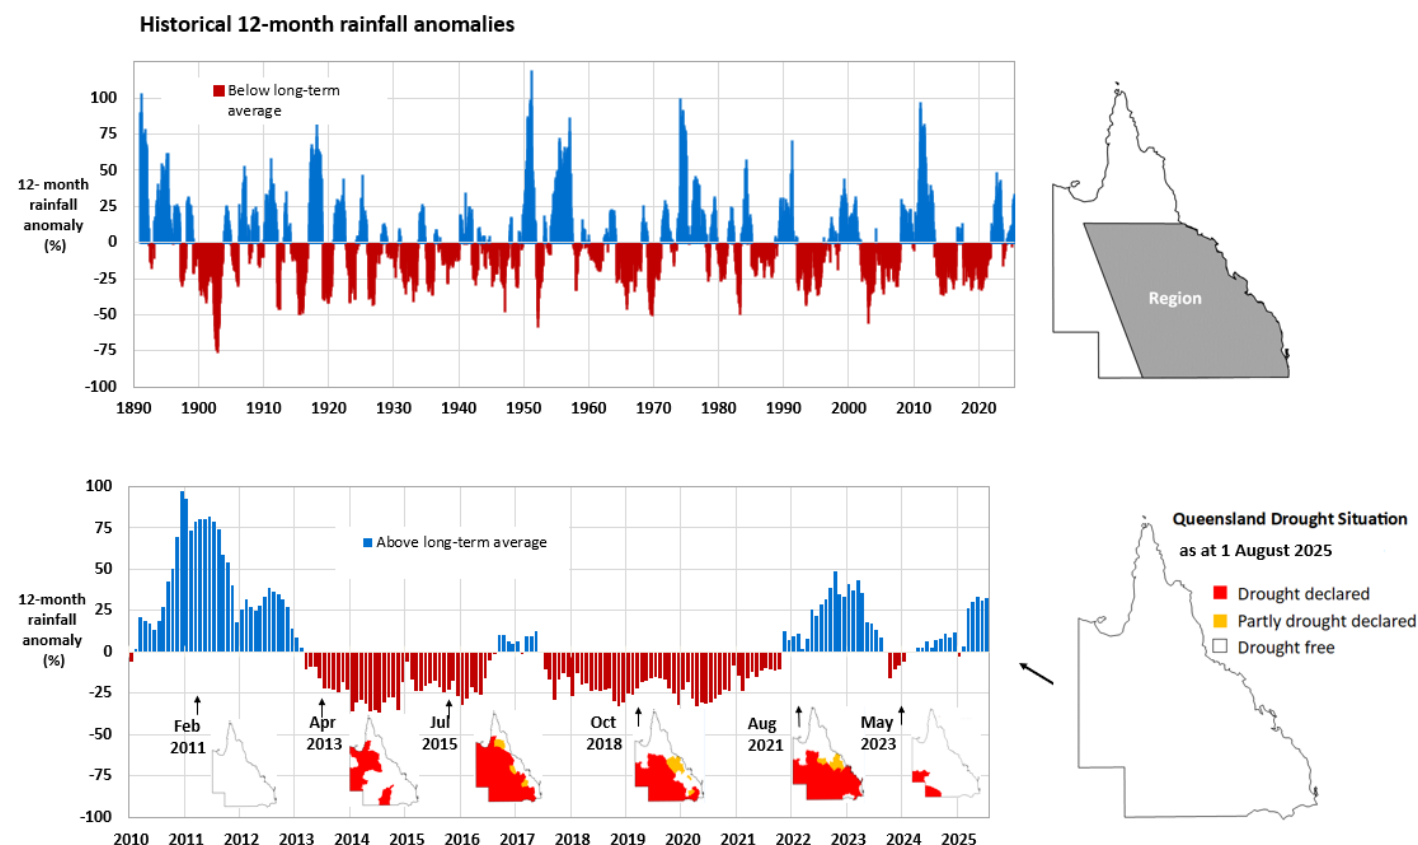 Historical 12-month rainfall anomalies
Below long-term
average
100
75
50
25
0
-25
-50
-75
-100
12- month
rainfall
anomaly
(%)
1890 1900 1910 1920 1930 1940 1950 1960 1970 1980 1990 2000 2010 2020
Region
100
75
50
25
0
-25
-50
-75
-100
12-month
rainfall
anomaly
(%)
Above long-term average
Feb
2011
Apr
2013
Jul
2015
Oct
2018
Aug
2021
May
2023
2010 2011 2012 2013 2014 2015 2016 2017 2018 2019 2020 2021 2022 2023 2024 2025
Queensland Drought Situation
as at 1 August 2025
Drought declared
Partly drought declared
Drought free